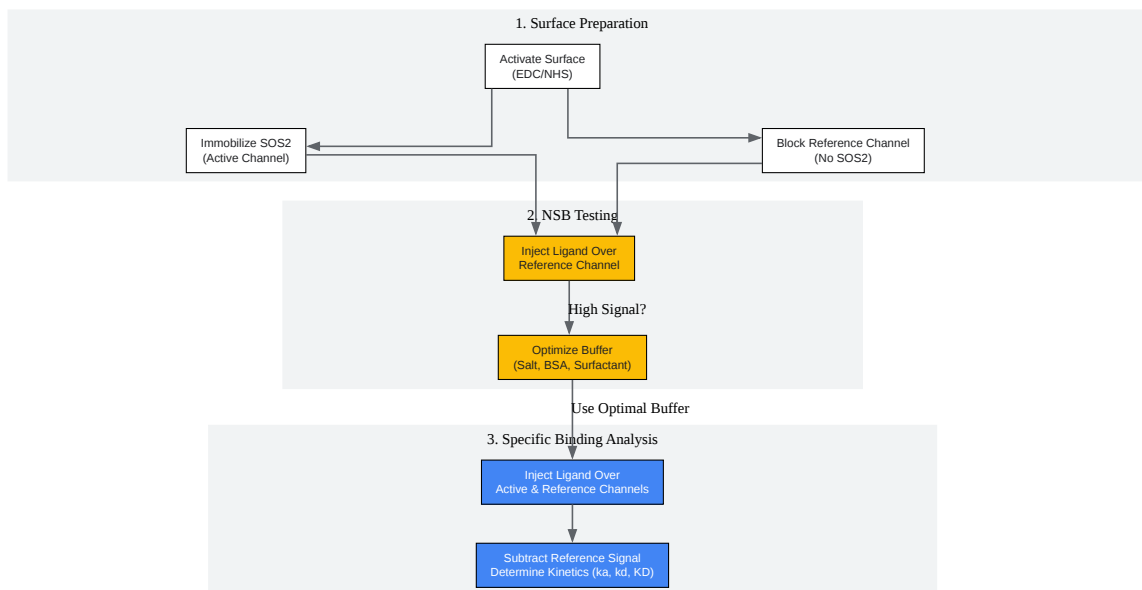 1. Surface Preparation
Activate Surface
(EDC/NHS)
Immobilize SOS2
(Active Channel)
Block Reference Channel
(No SOS2)
2. NSB Testing
Inject Ligand Over
Reference Channel
High Signal?
Optimize Buffer
(Salt, BSA, Surfactant)
Use Optimal Buffer
3. Specific Binding Analysis
Inject Ligand Over
Active & Reference Channels
Subtract Reference Signal
Determine Kinetics (ka, kd, KD)